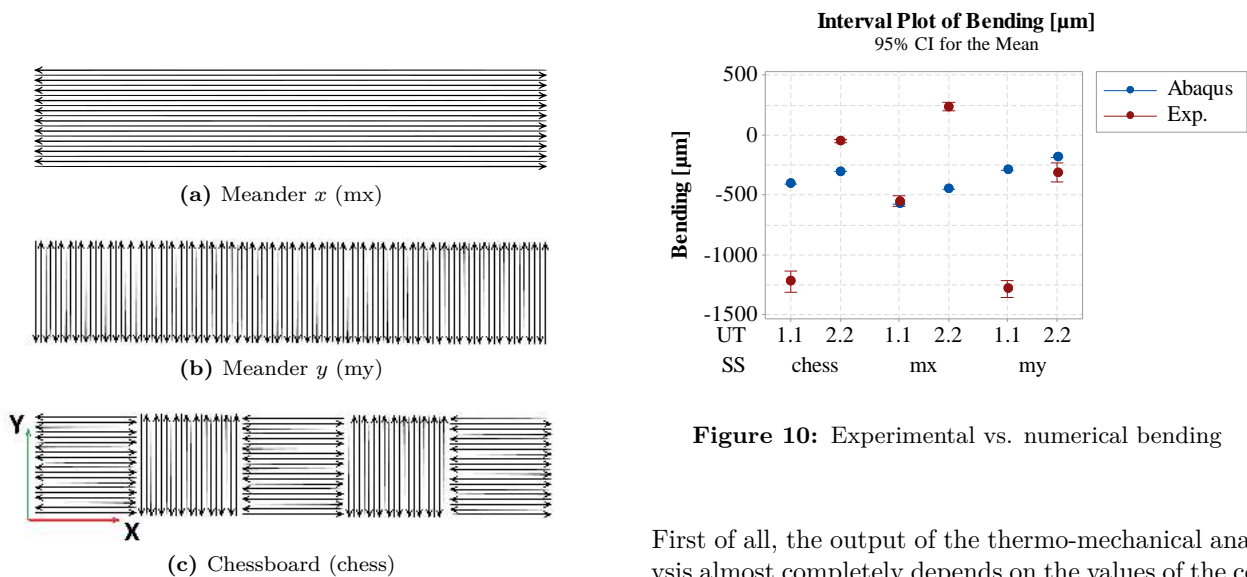 (a) Meander x (mx)
(b) Meander y (my)
Y
X
(c) Chessboard (chess)
Interval Plot of Bending [µm]
95% CI for the Mean
Bending [µm]
500
0
-500
-1000
-1500
UT 1.1 2.2 1.1 2.2 1.1 2.2
SS chess mx my
Abaqus
Exp.
Figure 10: Experimental vs. numerical bending
First of all, the output of the thermo-mechanical ana
ysis almost completely depends on the values of the co